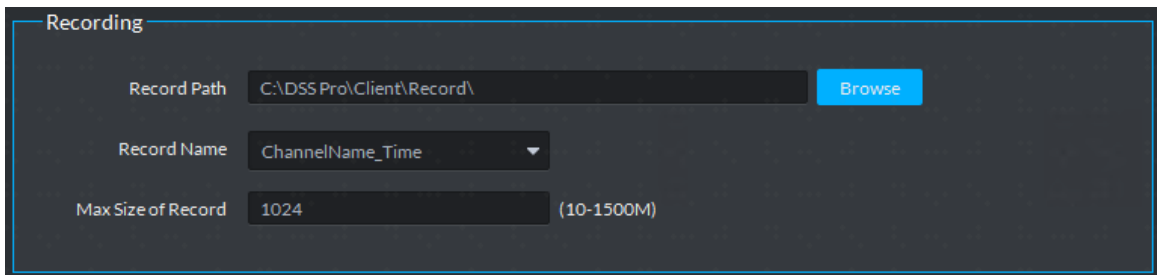 Recording
Record Path C:\DSS Pro\Client\Record\ Browse
Record Name ChannelName_Time
Max Size of Record 1024 (10-1500M)